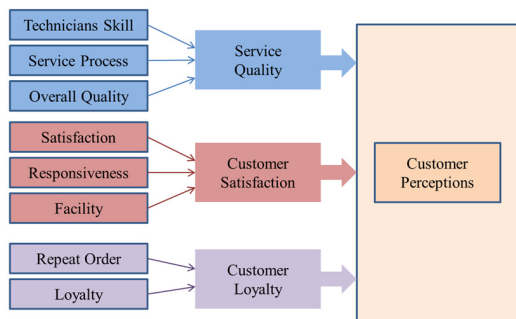 Technicians Skill
Service Process
Overall Quality
Service
Quality
Satisfaction
Responsiveness
Facility
Customer
Satisfaction
Repeat Order
Loyalty
Customer
Loyalty
Customer
Perceptions